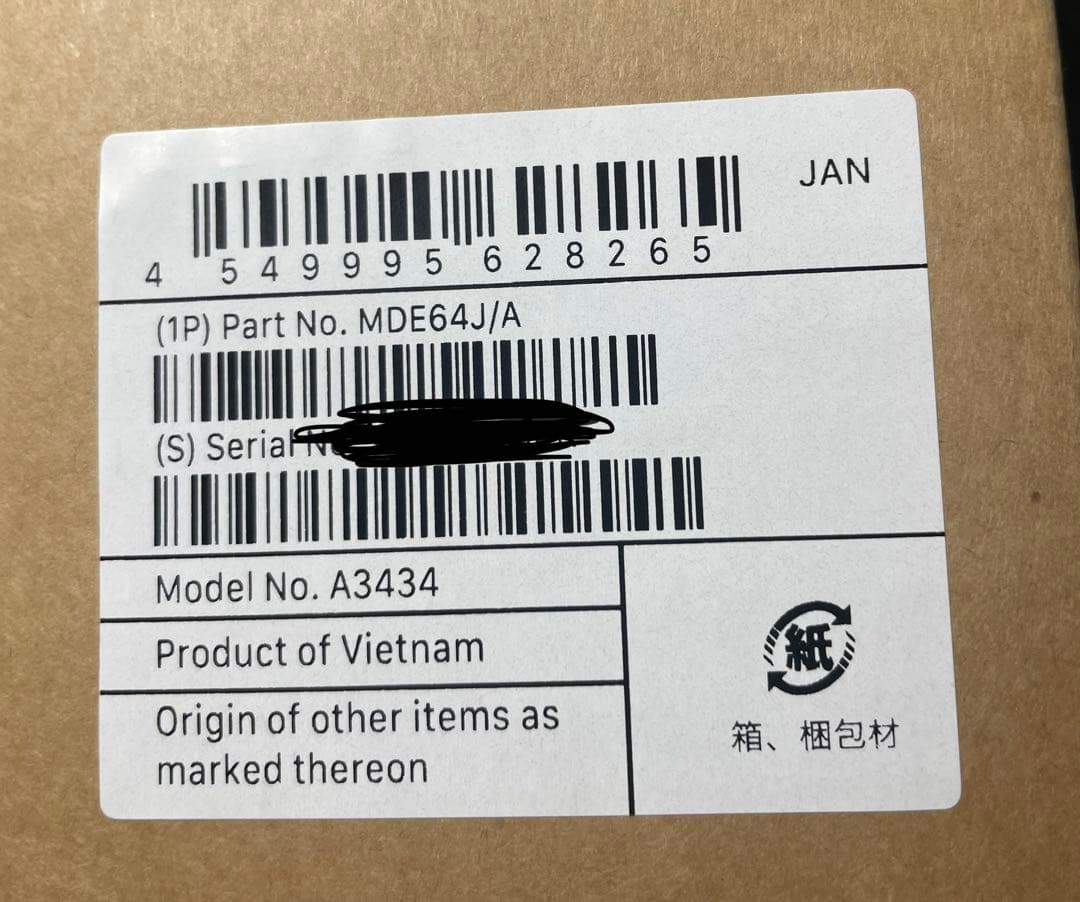 JAN
4 549995 628265
(1P) Part No. MDE64J/A
(S) Serial
Model No. A3434
Product of Vietnam
Origin of other items as
marked thereon
紙
箱、梱包材